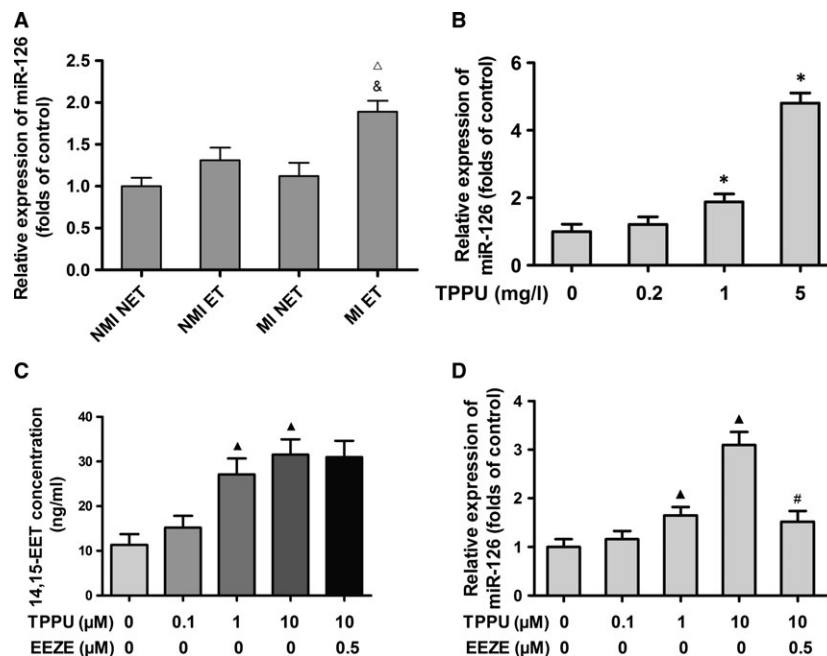 A
Relative expression of miR-126
(folds of control)
2.5
2.0
1.5
1.0
0.5
0.0
△
&
NMI NET
NMI ET
MI NET
MI ET
B
Relative expression of
miR-126 (folds of control)
6
4
2
0
*
*
TPPU (mg/l) 0 0.2 1 5
C
14,15-EET concentration
(ng/ml)
40
30
20
10
0
▲
▲
TPPU (µM) 0 0.1 1 10 10
EEZE (µM) 0 0 0 0 0.5
D
Relative expression of
miR-126 (folds of control)
4
3
2
1
0
▲
▲
#
TPPU (µM) 0 0.1 1 10 10
EEZE (µM) 0 0 0 0 0.5